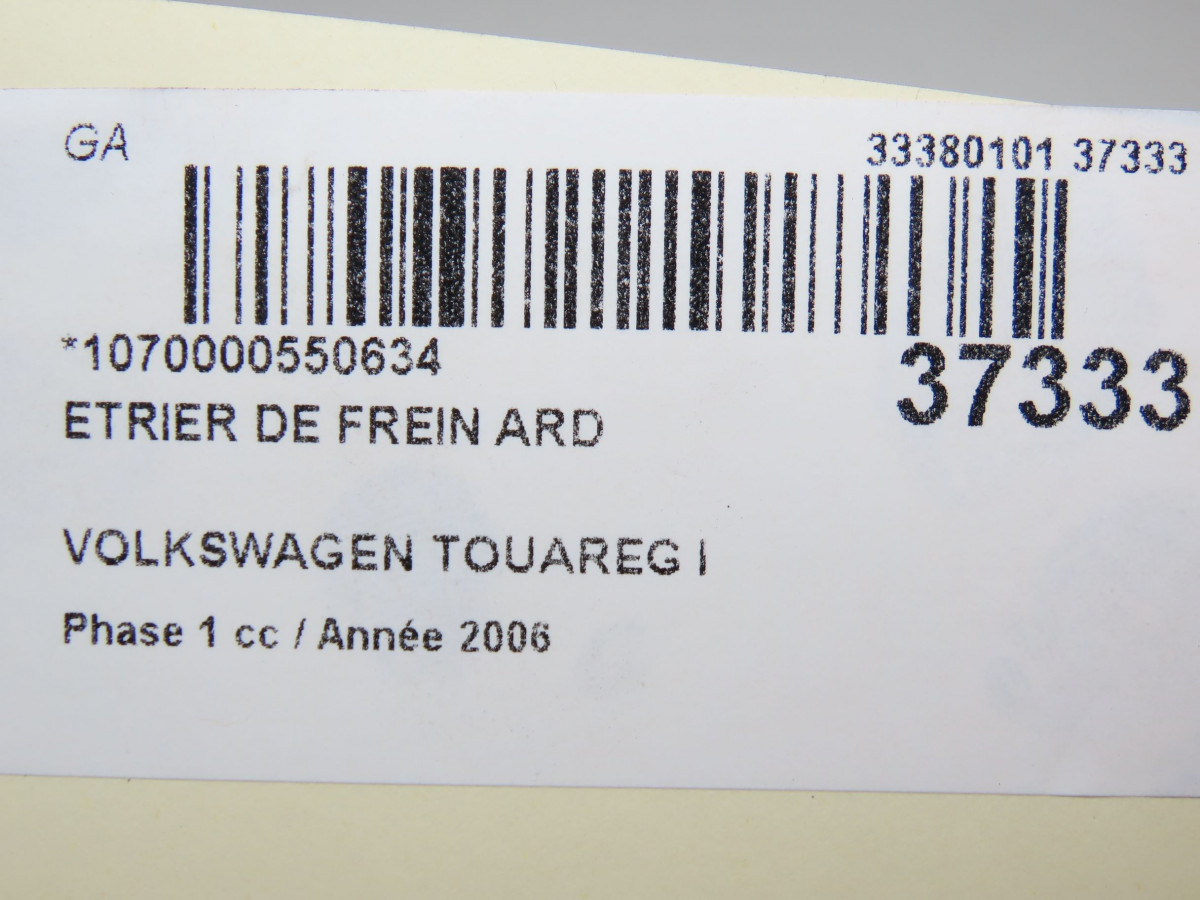 GA
33380101 37333
*1070000550634
37333
ETRIER DE FREIN ARD
VOLKSWAGEN TOUAREG I
Phase 1 cc / Année 2006